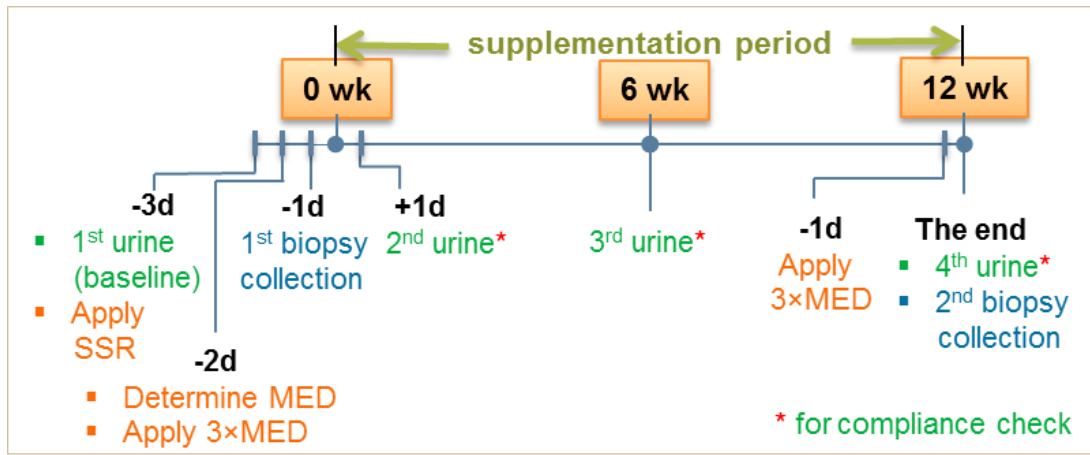 supplementation period
0 wk
6 wk
12 wk
-3d
▪ 1st urine
(baseline)
▪ Apply
SSR
-2d
▪ Determine MED
▪ Apply 3×MED
-1d
1st biopsy
collection
+1d
2nd urine*
3rd urine*
-1d
Apply
3×MED
The end
▪ 4th urine*
▪ 2nd biopsy
collection
* for compliance check